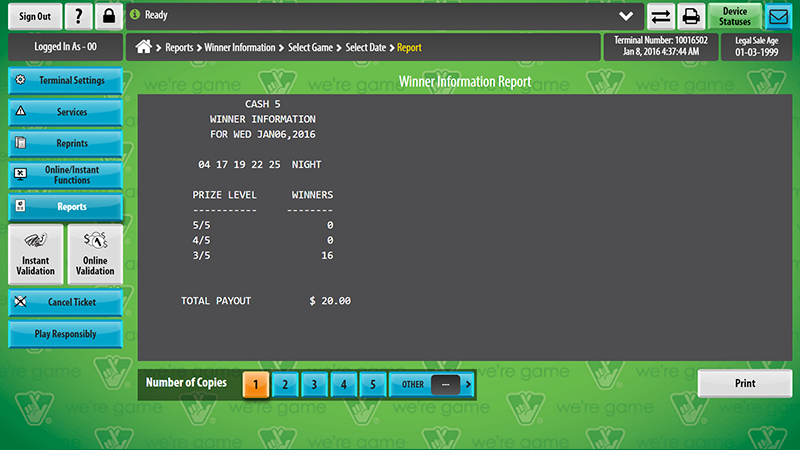 Sign Out
?
Ready
Device Statuses
Logged In As - 00
Reports > Winner Information > Select Game > Select Date > Report
Terminal Number: 10016502
Jan 8, 2016 4:37:44 AM
Legal Sale Age
01-03-1999
Terminal Settings
Services
Reprints
Online/Instant Functions
Reports
Instant Validation
Online Validation
Cancel Ticket
Play Responsibly
Winner Information Report
CASH 5
WINNER INFORMATION
FOR WED JAN06,2016
04 17 19 22 25 NIGHT
PRIZE LEVEL WINNERS
----------- --------
5/5 0
4/5 0
3/5 16
TOTAL PAYOUT $ 20.00
Number of Copies 1 2 3 4 5 OTHER --- >
Print
we're game